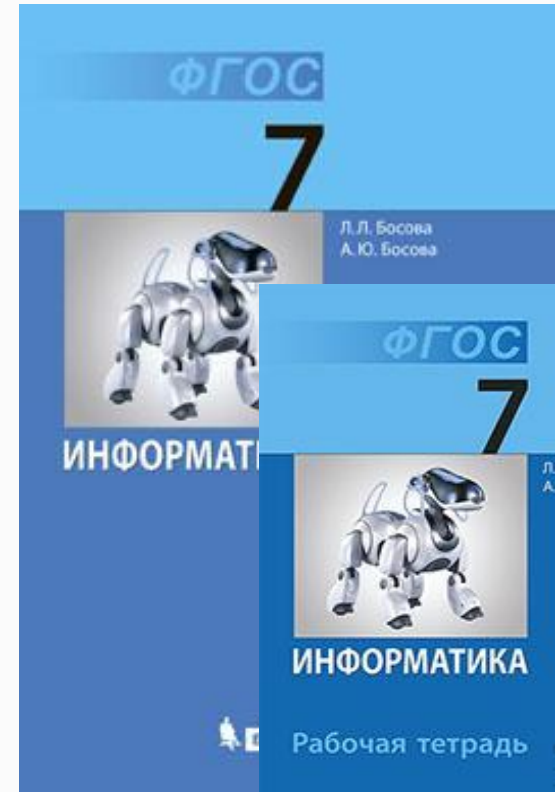 ФГОС
7
Л.Л. Босова
А.Ю. Босова
ИНФОРМАТИ
ФГОС
7
Л.
А.
ИНФОРМАТИКА
Рабочая тетрадь